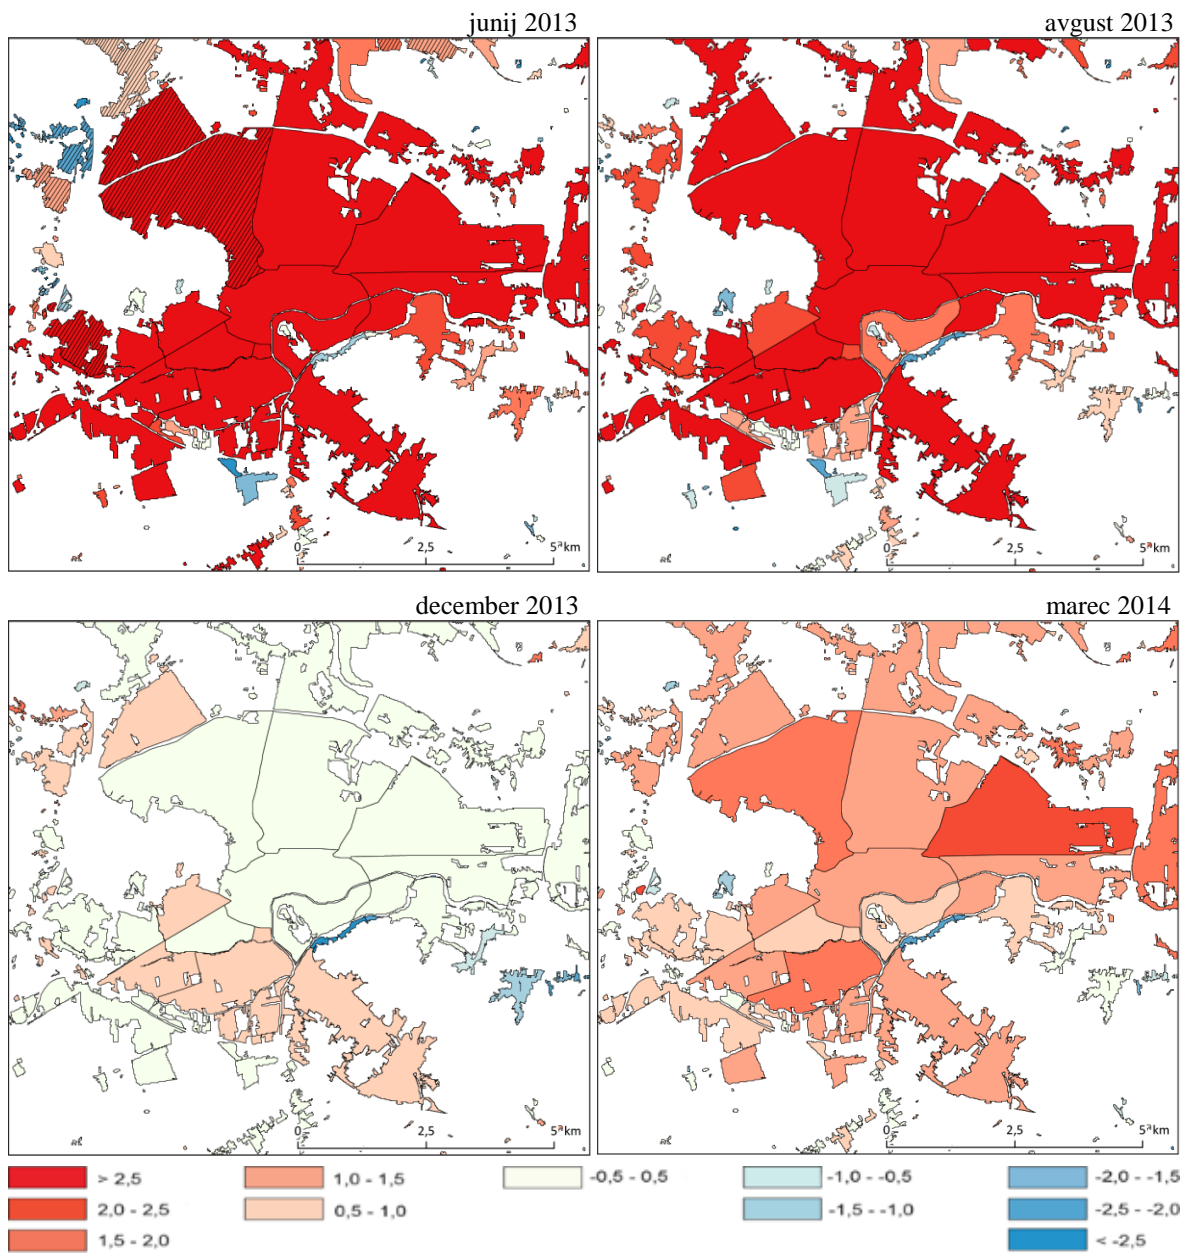 junij 2013
avgust 2013
0 2,5 5 km
0 2,5 5 km
december 2013
marec 2014
0 2,5 5 km
0 2,5 5 km
> 2,5
1,0 - 1,5
-0,5 - 0,5
-1,0 - -0,5
-2,0 - -1,5
2,0 - 2,5
0,5 - 1,0
-1,5 - -1,0
-2,5 - -2,0
1,5 - 2,0
< -2,5